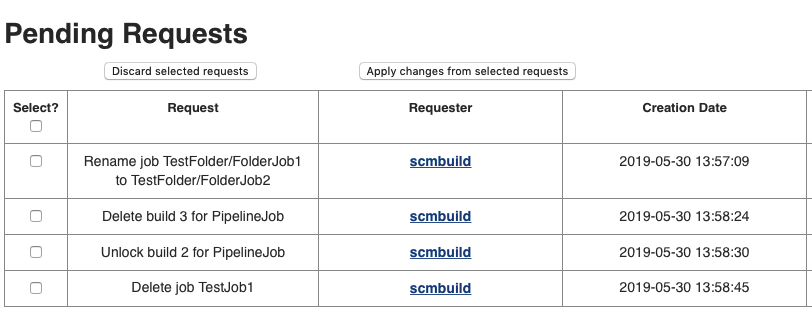 Pending Requests
Discard selected requests
Apply changes from selected requests
Select? Request Requester Creation Date
Rename job TestFolder/FolderJob1 scmbuild 2019-05-30 13:57:09
to TestFolder/FolderJob2
Delete build 3 for PipelineJob scmbuild 2019-05-30 13:58:24
Unlock build 2 for PipelineJob scmbuild 2019-05-30 13:58:30
Delete job TestJob1 scmbuild 2019-05-30 13:58:45